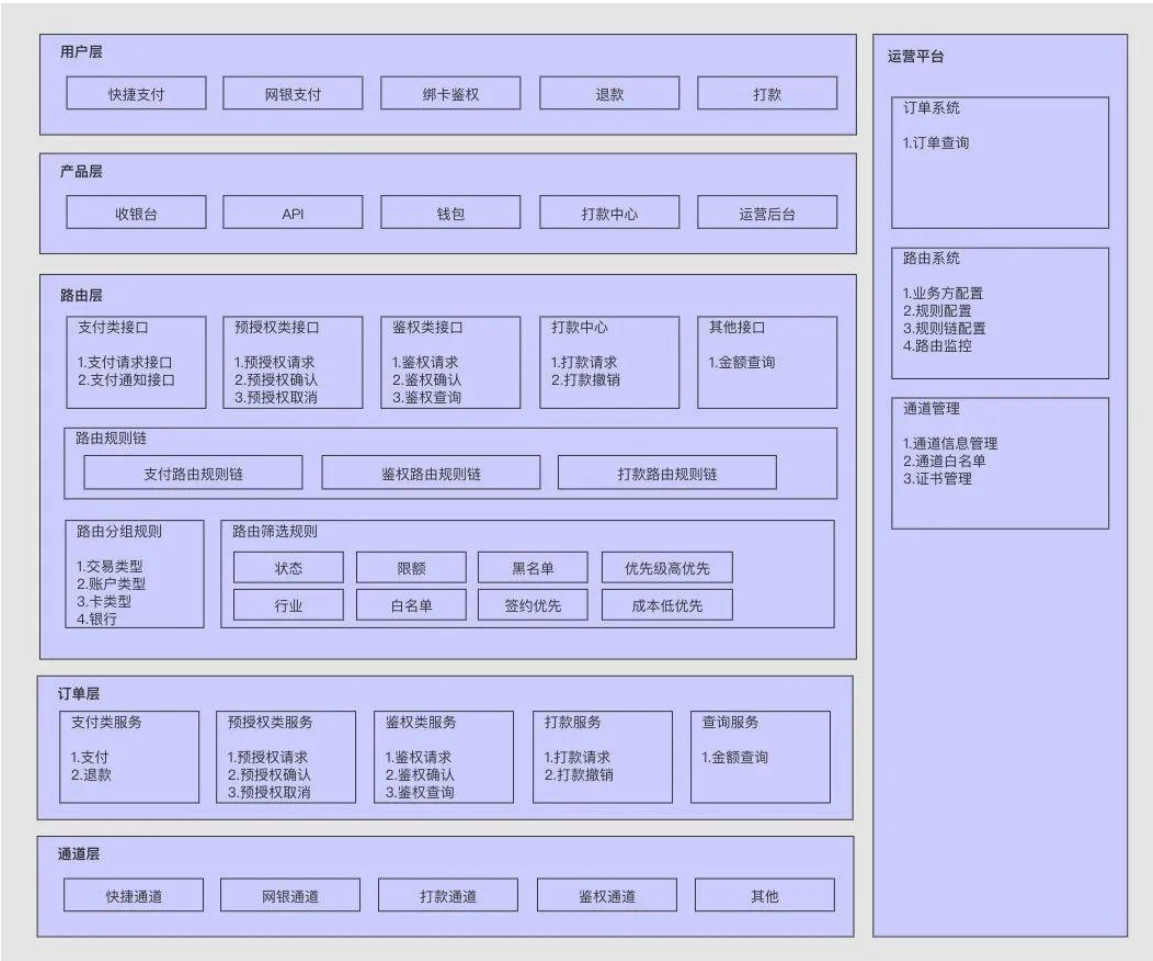 用户层
快捷支付
网银支付
绑卡鉴权
退款
打款
产品层
收银台
API
钱包
打款中心
运营后台
路由层
支付类接口
1.支付请求接口
2.支付通知接口
预授权类接口
1.预授权请求
2.预授权确认
3.预授权取消
鉴权类接口
1.鉴权请求
2.鉴权确认
3.鉴权查询
打款中心
1.打款请求
2.打款撤销
其他接口
1.金额查询
路由规则链
支付路由规则链
鉴权路由规则链
打款路由规则链
路由分组规则
1.交易类型
2.账户类型
3.卡类型
4.银行
路由筛选规则
状态
限额
黑名单
优先级高优先
行业
白名单
签约优先
成本低优先
订单层
支付类服务
1.支付
2.退款
预授权类服务
1.预授权请求
2.预授权确认
3.预授权取消
鉴权类服务
1.鉴权请求
2.鉴权确认
3.鉴权查询
打款服务
1.打款请求
2.打款撤销
查询服务
1.金额查询
通道层
快捷通道
网银通道
打款通道
鉴权通道
其他
运营平台
订单系统
1.订单查询
路由系统
1.业务方配置
2.规则配置
3.规则链配置
4.路由监控
通道管理
1.通道信息管理
2.通道白名单
3.证书管理